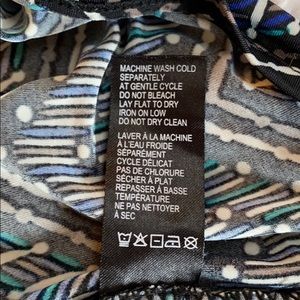 MACHINE WASH COLD
SEPARATELY
AT GENTLE CYCLE
DO NOT BLEACH
LAY FLAT TO DRY
IRON ON LOW
DO NOT DRY CLEAN
LAVER À LA MACHINE
À L'EAU FROIDE
SÉPARÉMENT
CYCLE DÉLICAT
PAS DE CHLORURE
SÉCHER À PLAT
REPASSER À BASSE
TEMPÉRATURE
NE PAS NETTOYER
À SEC